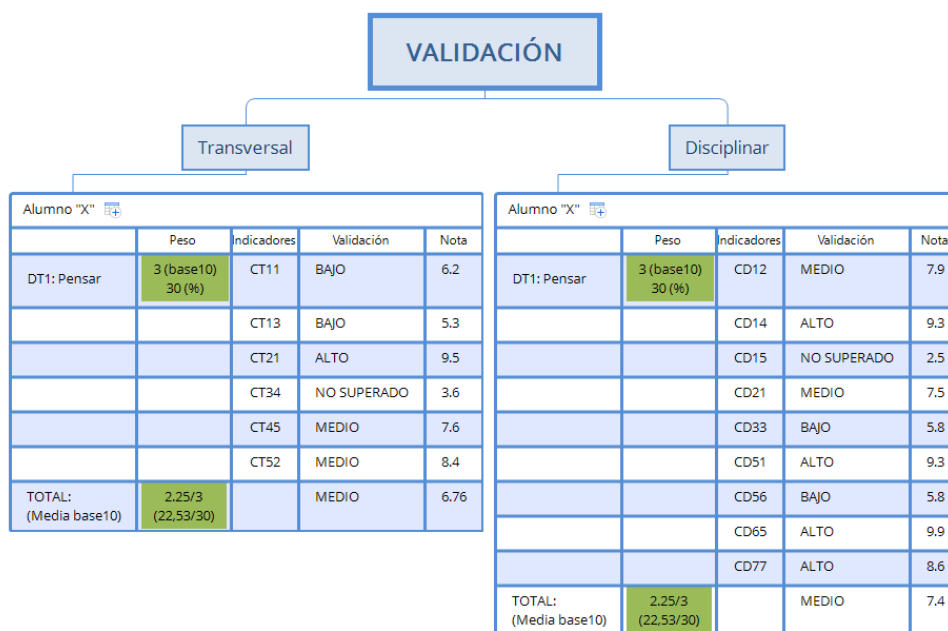 VALIDACIÓN
Transversal
Alumno "X"
Peso Indicadores Validación Nota
DT1: Pensar 3 (base10) 30 (%) CT11 BAJO 6.2
CT13 BAJO 5.3
CT21 ALTO 9.5
CT34 NO SUPERADO 3.6
CT45 MEDIO 7.6
CT52 MEDIO 8.4
TOTAL: (Media base10) 2.25/3 (22,53/30) MEDIO 6.76
Disciplinar
Alumno "X"
Peso Indicadores Validación Nota
DT1: Pensar 3 (base10) 30 (%) CD12 MEDIO 7.9
CD14 ALTO 9.3
CD15 NO SUPERADO 2.5
CD21 MEDIO 7.5
CD33 BAJO 5.8
CD51 ALTO 9.3
CD56 BAJO 5.8
CD65 ALTO 9.9
CD77 ALTO 8.6
TOTAL: (Media base10) 2.25/3 (22,53/30) MEDIO 7.4